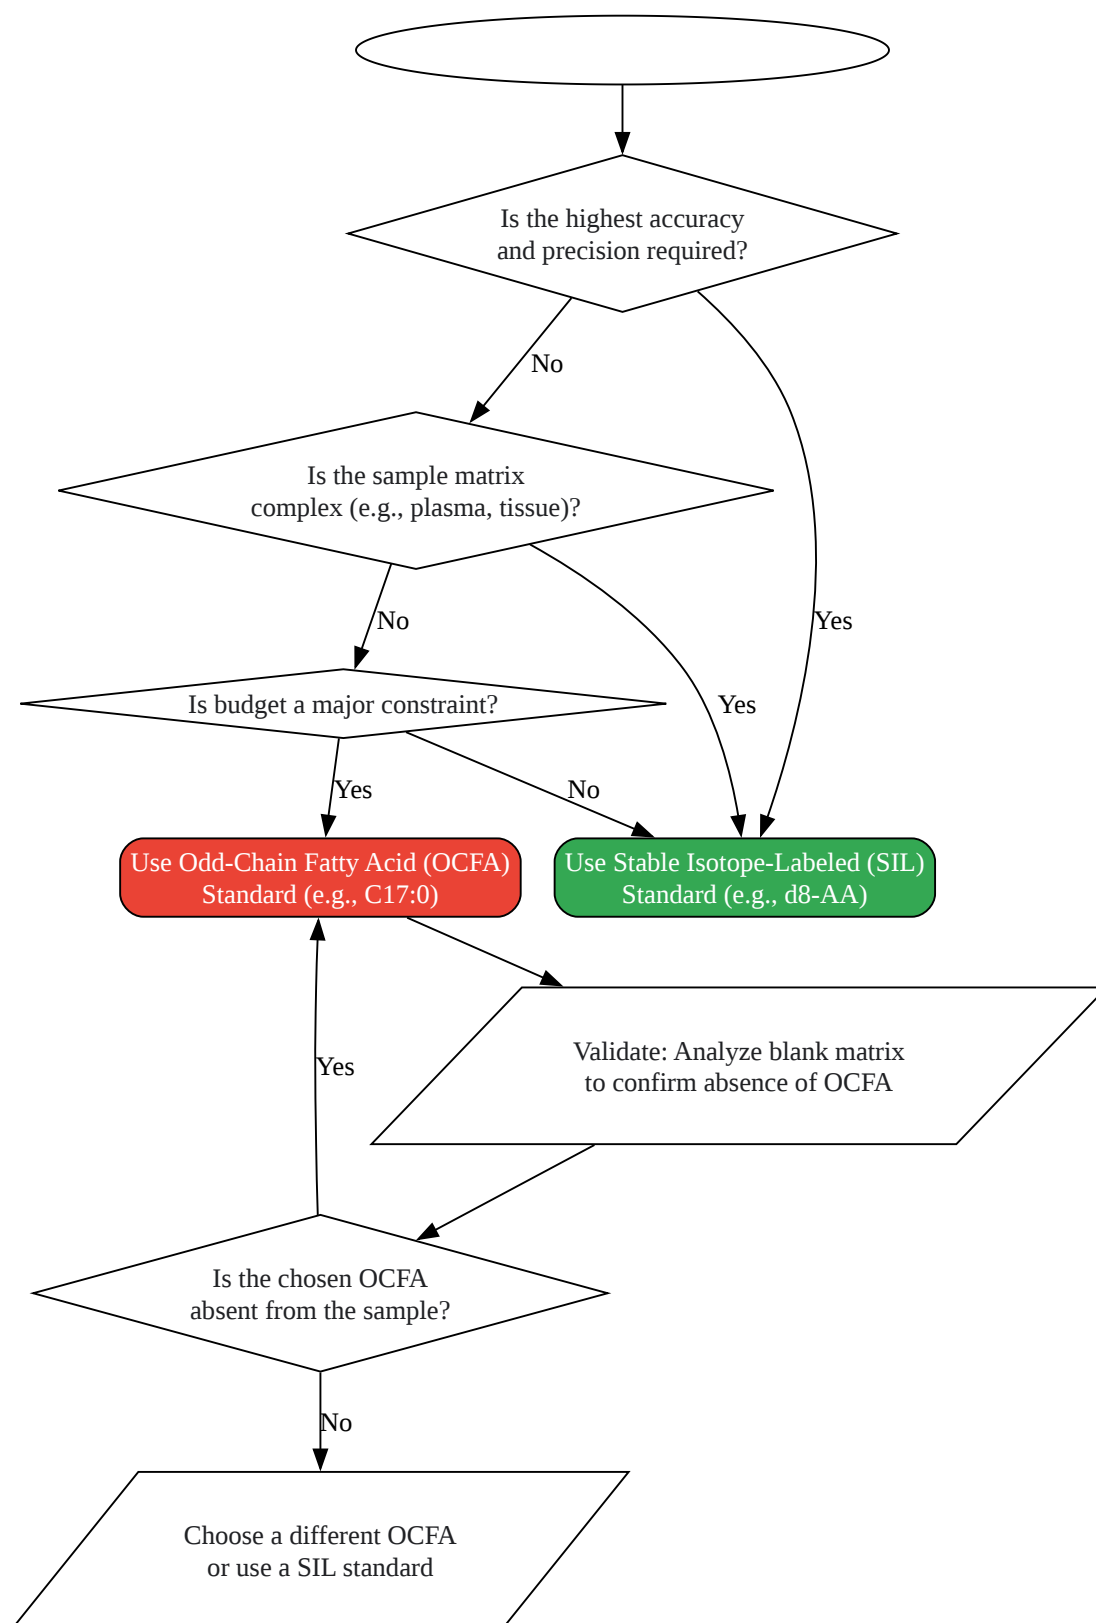 Is the highest accuracy
and precision required?
No
Is the sample matrix
complex (e.g., plasma, tissue)?
No
Yes
Yes
Is budget a major constraint?
Yes
No
Use Odd-Chain Fatty Acid (OCFA)
Standard (e.g., C17:0)
Use Stable Isotope-Labeled (SIL)
Standard (e.g., d8-AA)
Validate: Analyze blank matrix
to confirm absence of OCFA
Yes
Is the chosen OCFA
absent from the sample?
No
Choose a different OCFA
or use a SIL standard